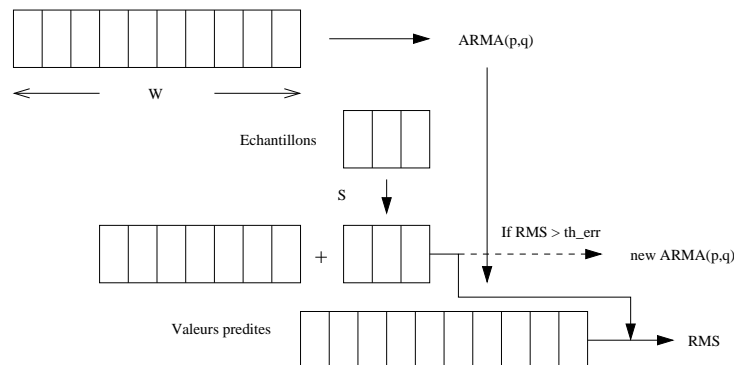 ARMA(p,q)
W
Echantillons
S
If RMS > th_err
+
new ARMA(p,q)
Valeurs predites
RMS